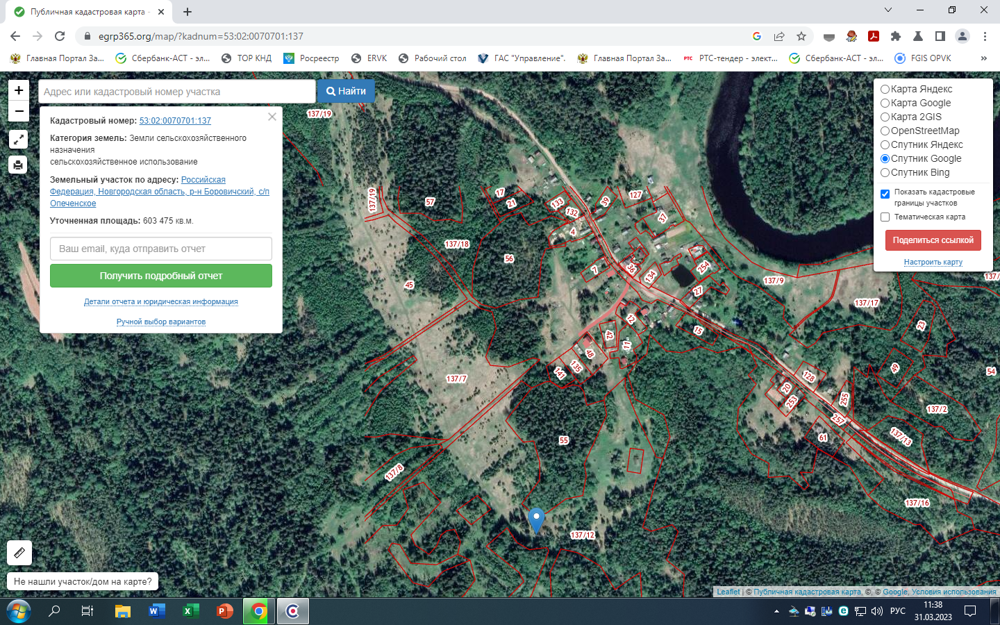 Публичная кадастровая карта -
egrp365.org/map/?kadnum=53:02:0070701:137
Главная Портал За...
Сбербанк-АСТ - эл...
ТОР КНД
Росреестр
ERVK
Рабочий стол
ГАС "Управление".
Главная Портал За...
РТС
РТС-тендер - элект...
Сбербанк-АСТ - эл...
FGIS OPVK
»
+
−
Адрес или кадастровый номер участка
Найти
Кадастровый номер: 53:02:0070701:137
Категория земель: Земли сельскохозяйственного
назначения
сельскохозяйственное использование
Земельный участок по адресу: Российская
Федерация, Новгородская область, р-н Боровичский, с/п
Опеченское
Уточненная площадь: 603 475 кв.м.
Ваш email, куда отправить отчет
Получить подробный отчет
Детали отчета и юридическая информация
Ручной выбор вариантов
Карта Яндекс
Карта Google
Карта 2GIS
OpenStreetMap
Спутник Яндекс
Спутник Google
Спутник Bing
Показать кадастровые
границы участков
Тематическая карта
Поделиться ссылкой
Настроить карту
137/19
137/19
57
17
21
133
132
39
127
37
4
137/18
56
7
36
134
254
27
137/9
137/
137/17
45
12
42
11
15
23
48
135
141
137/7
128
49
54
20
253
255
257
137/2
55
61
137/13
137/8
137/16
137/12
Не нашли участок/дом на карте?
Leaflet | © Публичная кадастровая карта, ©, © Google, Условия использования
РУС
11:38
31.03.2023